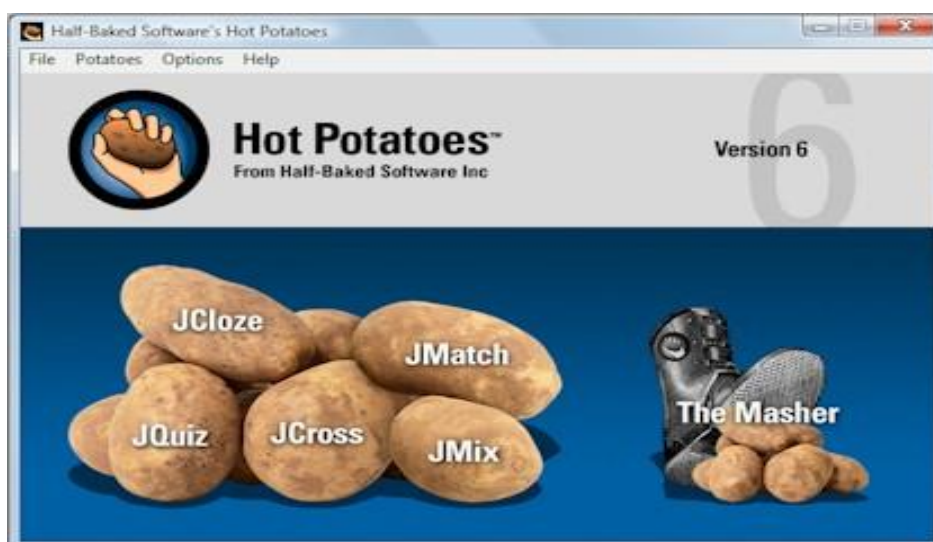 Half-Baked Software's Hot Potatoes
File Potatoes Options Help
Hot Potatoes™
From Half-Baked Software Inc
6
Version 6
JCloze
JMatch
The Masher
JQuiz
JCross
JMix